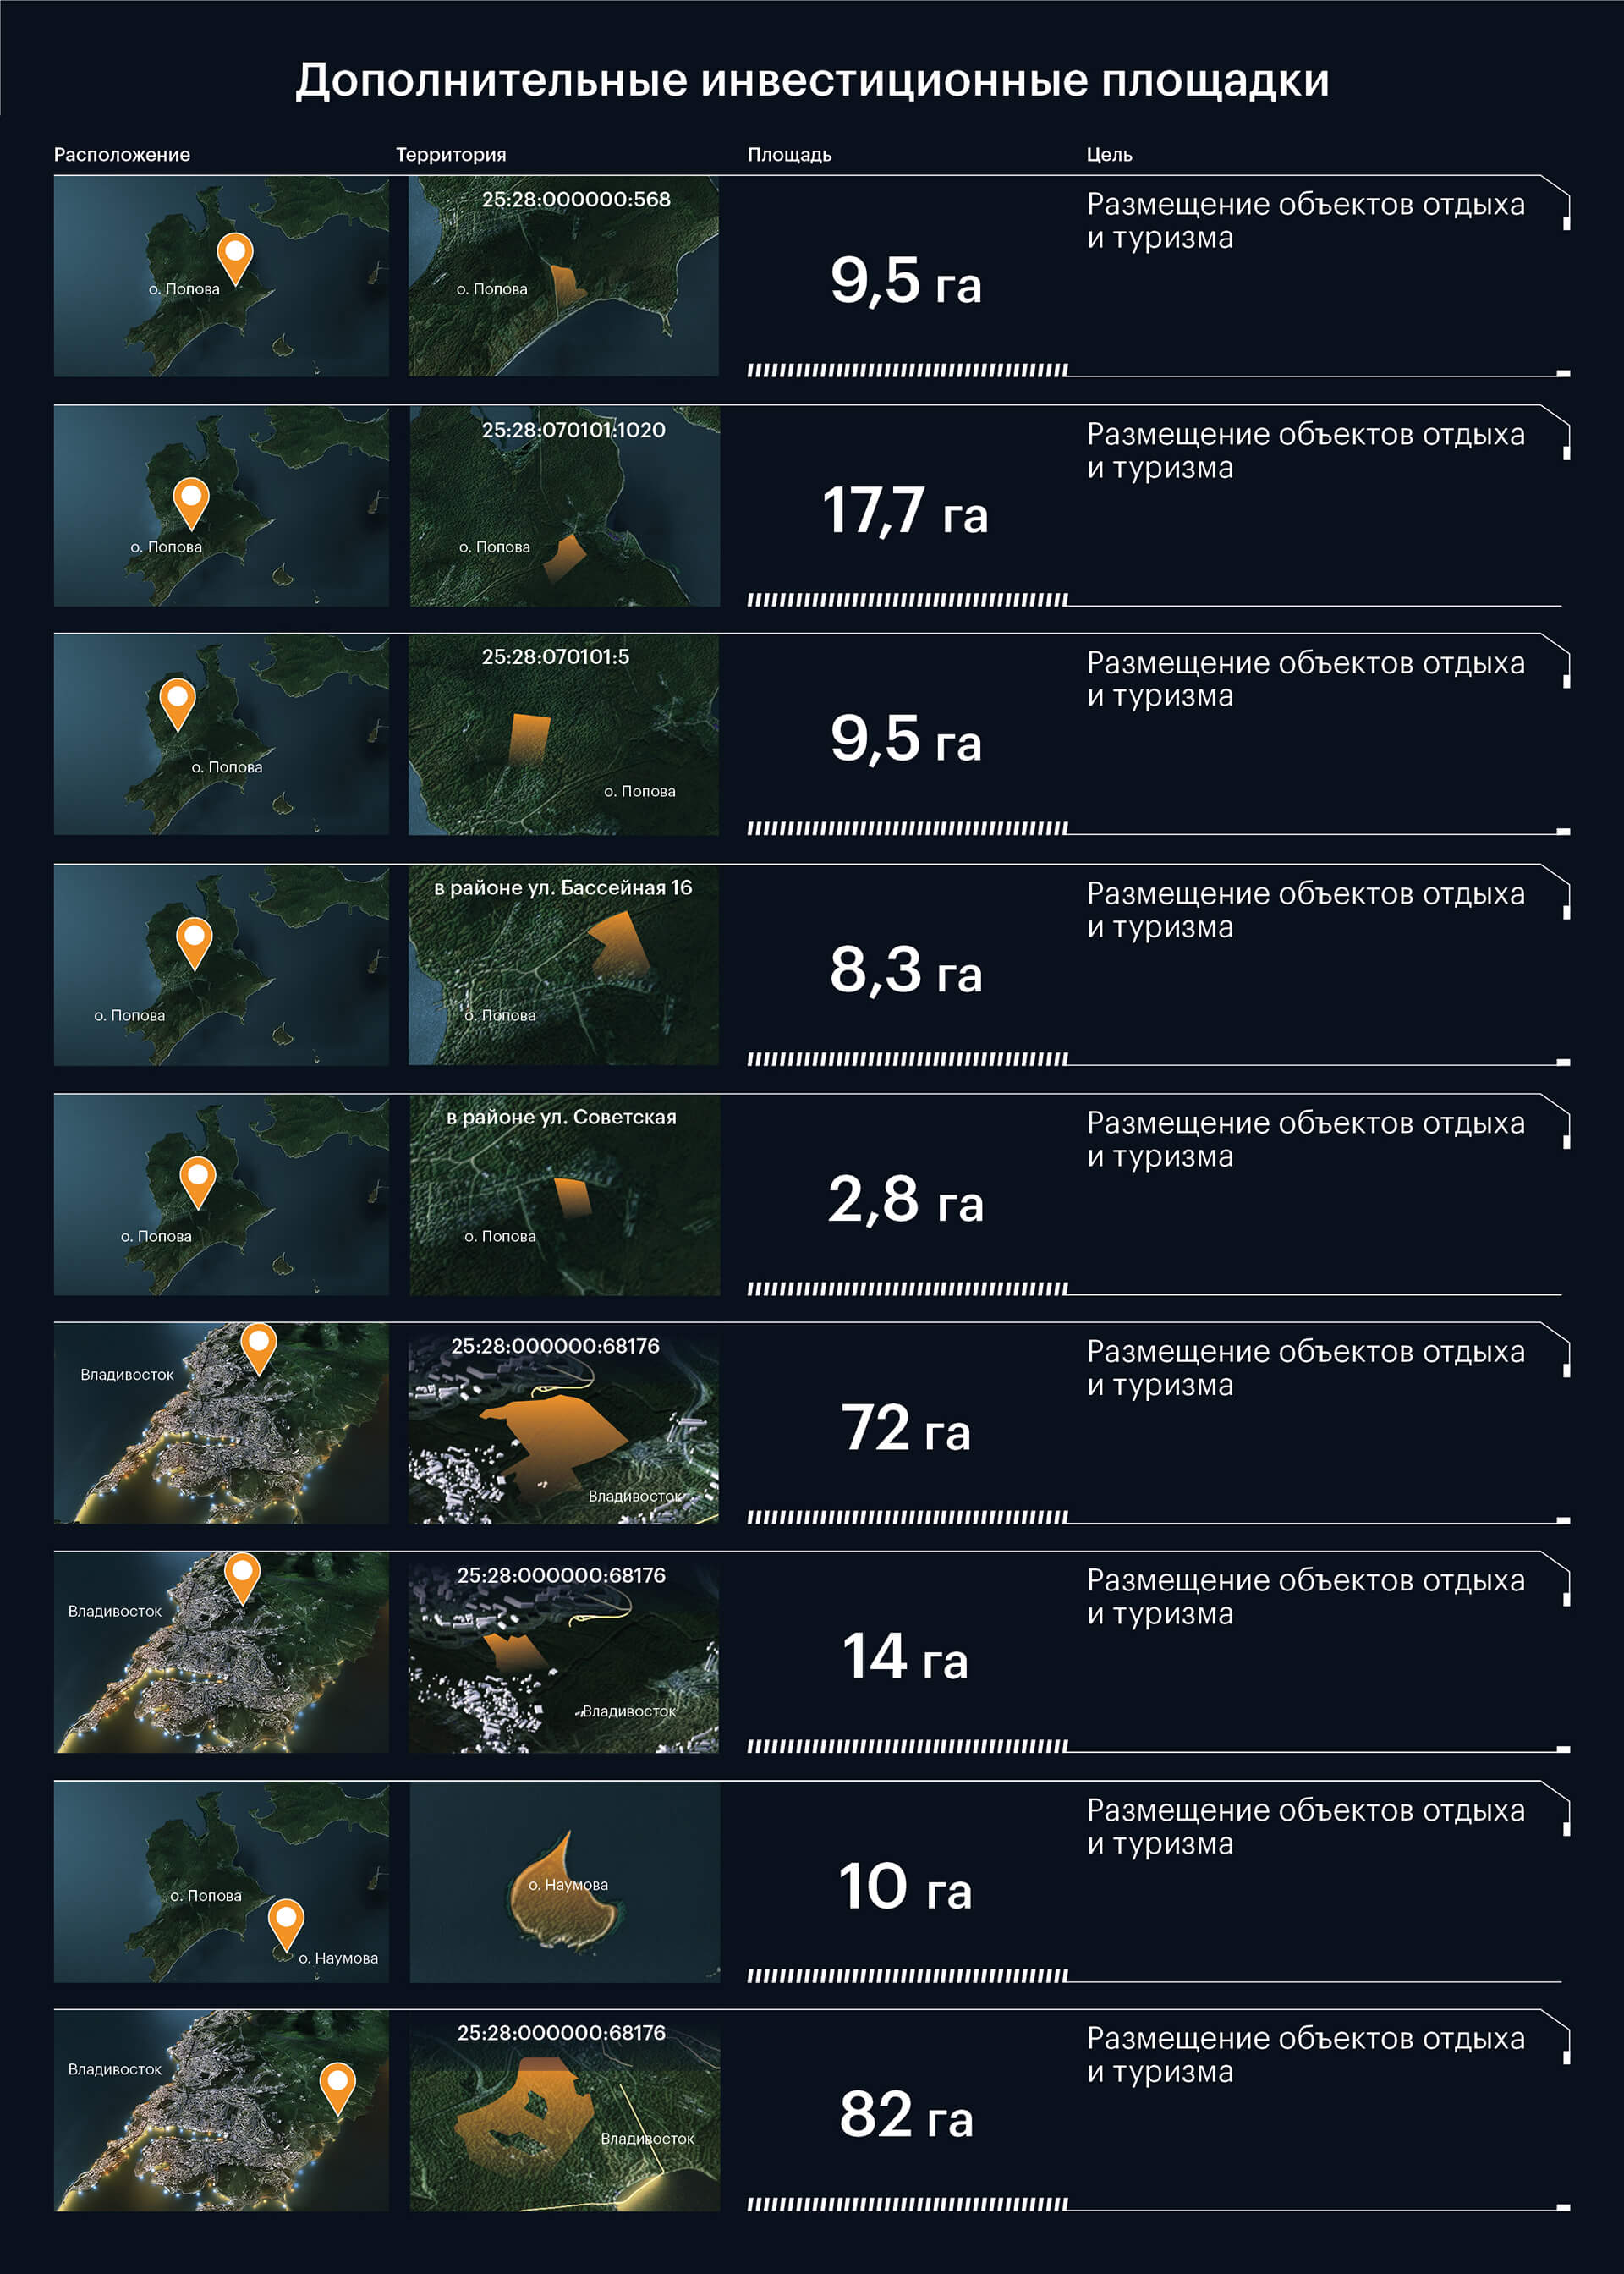 Дополнительные инвестиционные площадки
Расположение
Территория
Площадь
Цель
о. Попова
25:28:000000:568
о. Попова
9,5 га
Размещение объектов отдыха
и туризма
о. Попова
25:28:070101:1020
о. Попова
17,7 га
Размещение объектов отдыха
и туризма
о. Попова
25:28:070101:5
о. Попова
9,5 га
Размещение объектов отдыха
и туризма
о. Попова
в районе ул. Бассейная 16
о. Попова
8,3 га
Размещение объектов отдыха
и туризма
о. Попова
в районе ул. Советская
о. Попова
2,8 га
Размещение объектов отдыха
и туризма
Владивосток
25:28:000000:68176
Владивосток
72 га
Размещение объектов отдыха
и туризма
Владивосток
25:28:000000:68176
Владивосток
14 га
Размещение объектов отдыха
и туризма
о. Попова
о. Наумова
о. Наумова
10 га
Размещение объектов отдыха
и туризма
Владивосток
25:28:000000:68176
Владивосток
82 га
Размещение объектов отдыха
и туризма